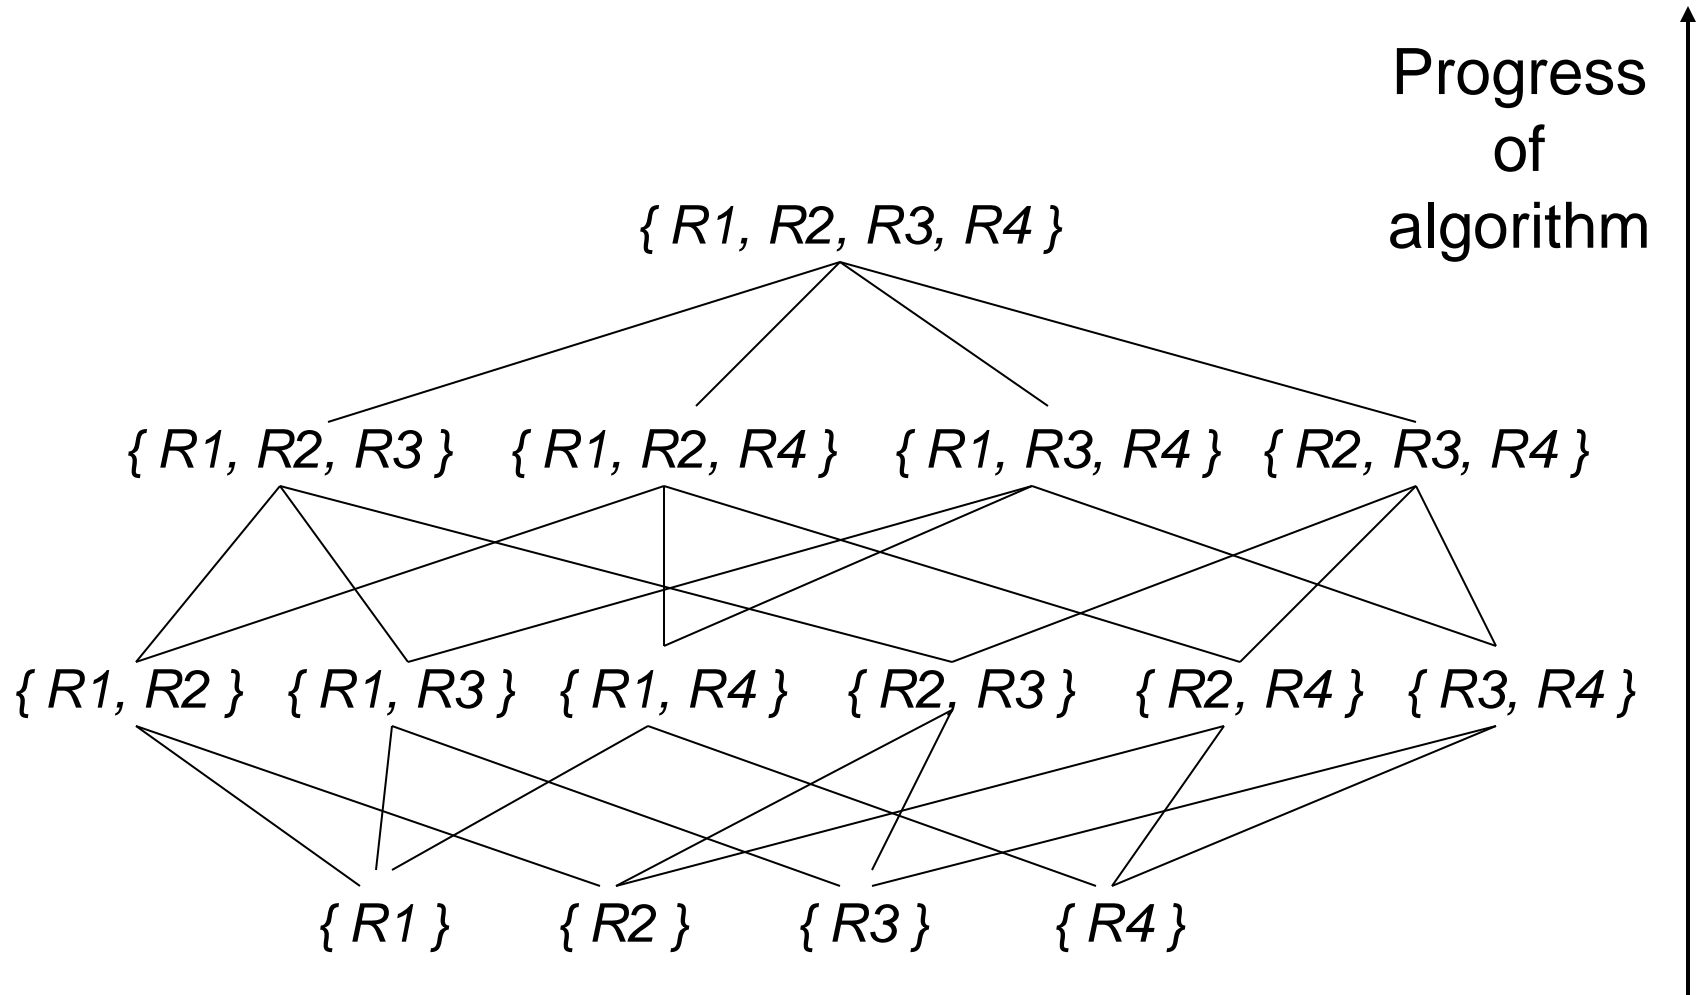 Progress
of
algorithm
{ R1, R2, R3, R4 }
{ R1, R2, R3 } { R1, R2, R4 } { R1, R3, R4 } { R2, R3, R4 }
{ R1, R2 } { R1, R3 } { R1, R4 } { R2, R3 } { R2, R4 } { R3, R4 }
{ R1 } { R2 } { R3 } { R4 }